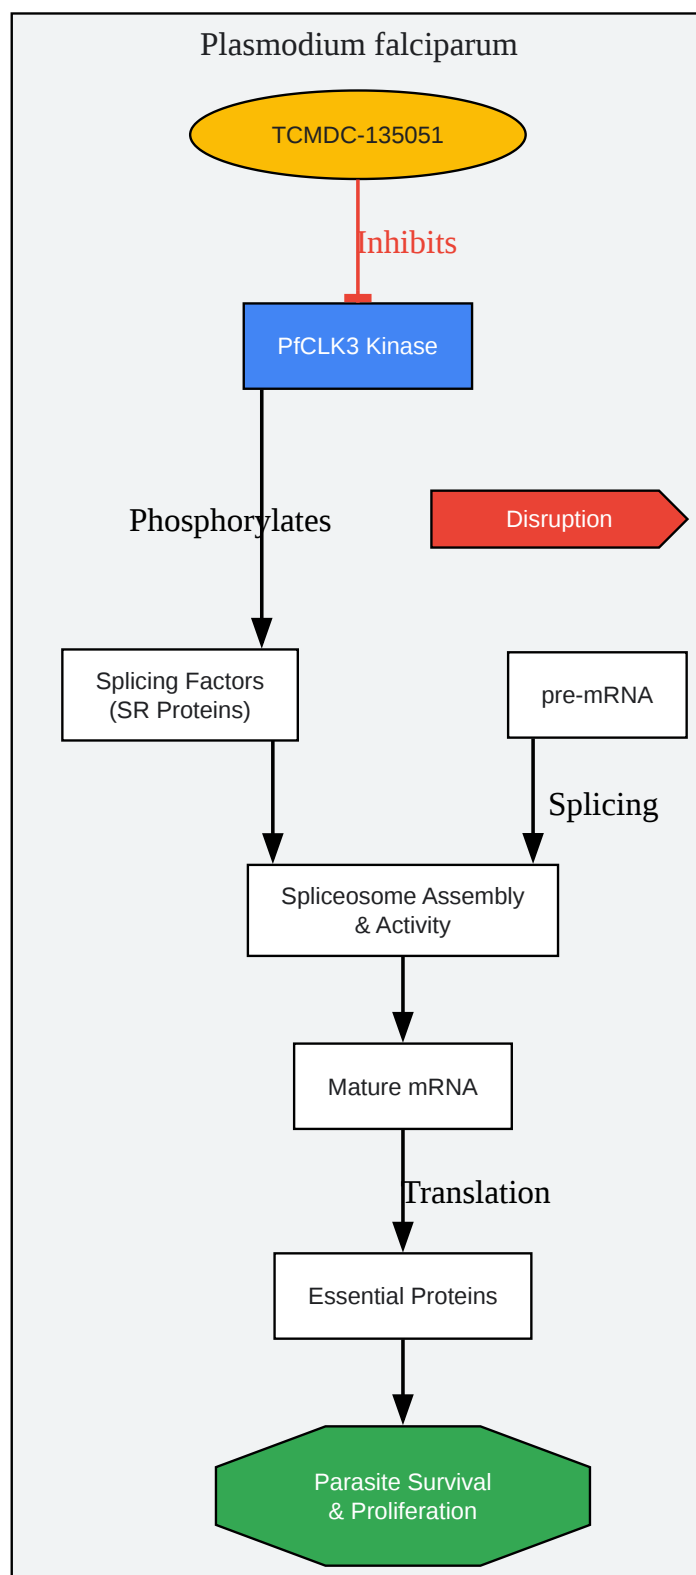 Plasmodium falciparum
TCMDC-135051
Inhibits
PfCLK3 Kinase
Phosphorylates
Disruption
Splicing Factors
(SR Proteins)
pre-mRNA
Splicing
Spliceosome Assembly
& Activity
Mature mRNA
Translation
Essential Proteins
Parasite Survival
& Proliferation